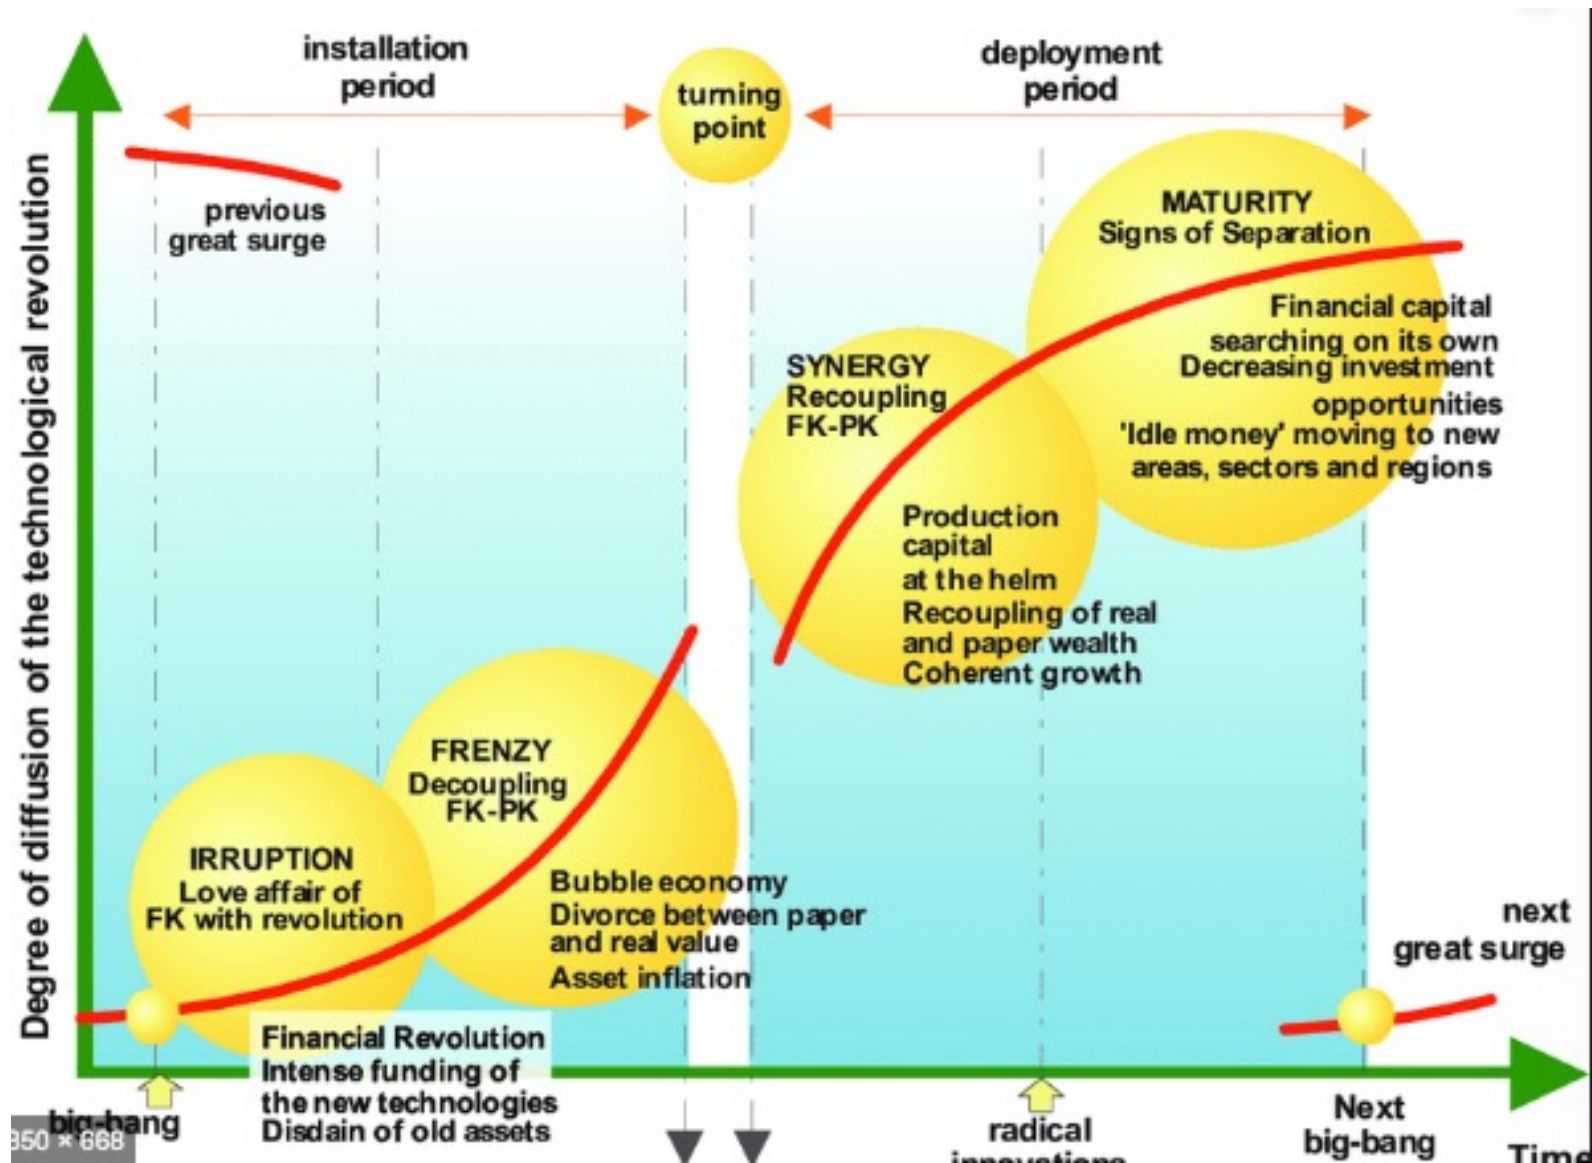 installation
period
turning
point
deployment
period
Degree of diffusion of the technological revolution
previous
great surge
MATURITY
Signs of Separation
Financial capital
searching on its own
Decreasing investment
opportunities
'Idle money' moving to new
areas, sectors and regions
SYNERGY
Recoupling
FK-PK
Production
capital
at the helm
Recoupling of real
and paper wealth
Coherent growth
FRENZY
Decoupling
FK-PK
Bubble economy
Divorce between paper
and real value
Asset inflation
IRRUPTION
Love affair of
FK with revolution
Financial Revolution
Intense funding of
the new technologies
Disdain of old assets
next
great surge
big-bang
350 × 668
radical
innovations
Next
big-bang
Time